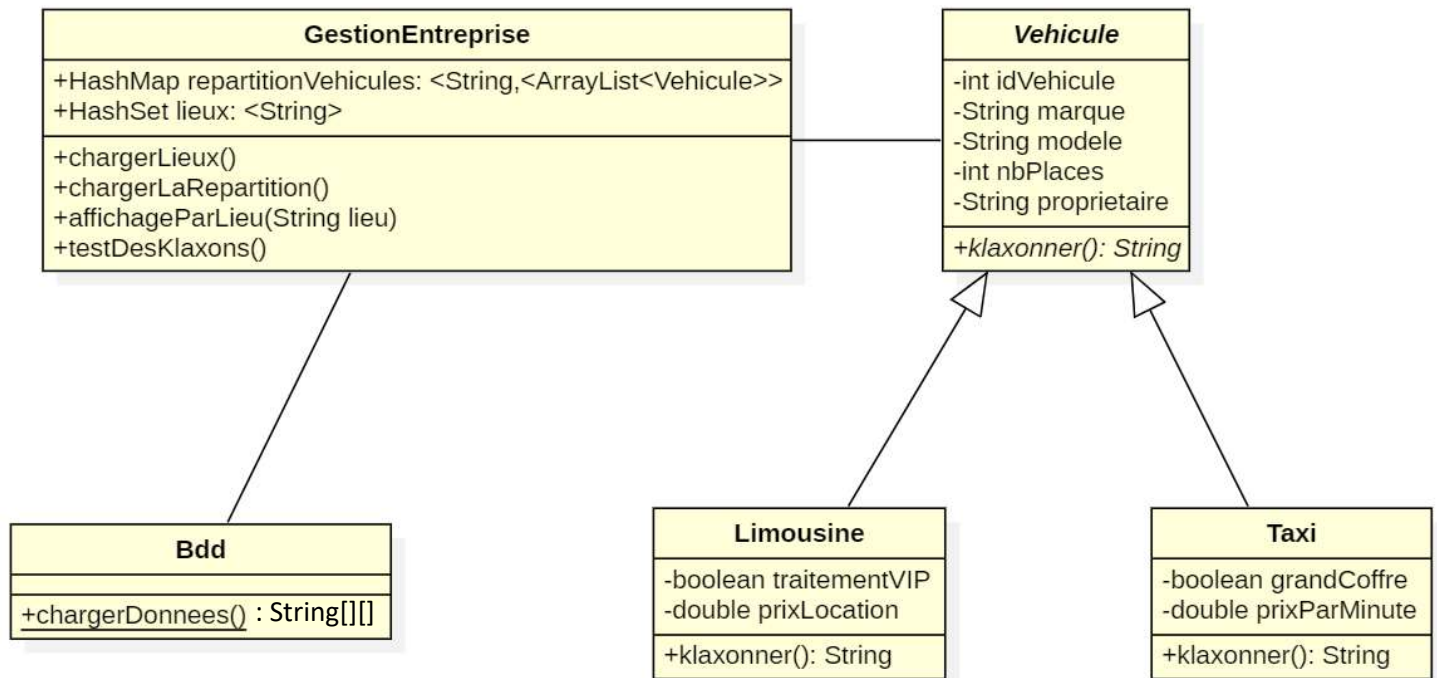 GestionEntreprise
+HashMap repartitionVehicules: <String,<ArrayList<Vehicule>>
+HashSet lieux: <String>
+chargerLieux()
+chargerLaRepartition()
+affichageParLieu(String lieu)
+testDesKlaxons()
Vehicule
-int idVehicule
-String marque
-String modele
-int nbPlaces
-String proprietaire
+klaxonner(): String
Bdd
+chargerDonnees() : String[][]
Limousine
-boolean traitementVIP
-double prixLocation
+klaxonner(): String
Taxi
-boolean grandCoffre
-double prixParMinute
+klaxonner(): String